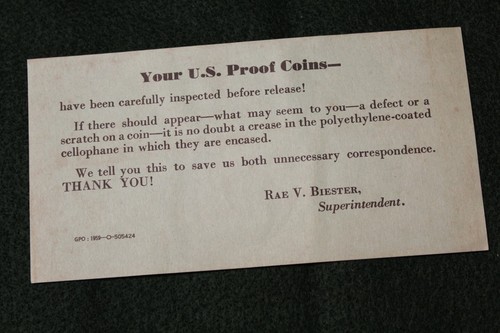 Your U.S. Proof Coins—
have been carefully inspected before release!
If there should appear—what may seem to you—a defect or a
scratch on a coin—it is no doubt a crease in the polyethylene-coated
cellophane in which they are encased.
We tell you this to save us both unnecessary correspondence.
THANK YOU!
Rae V. Biester,
Superintendent.
GPO : 1959—O-505424